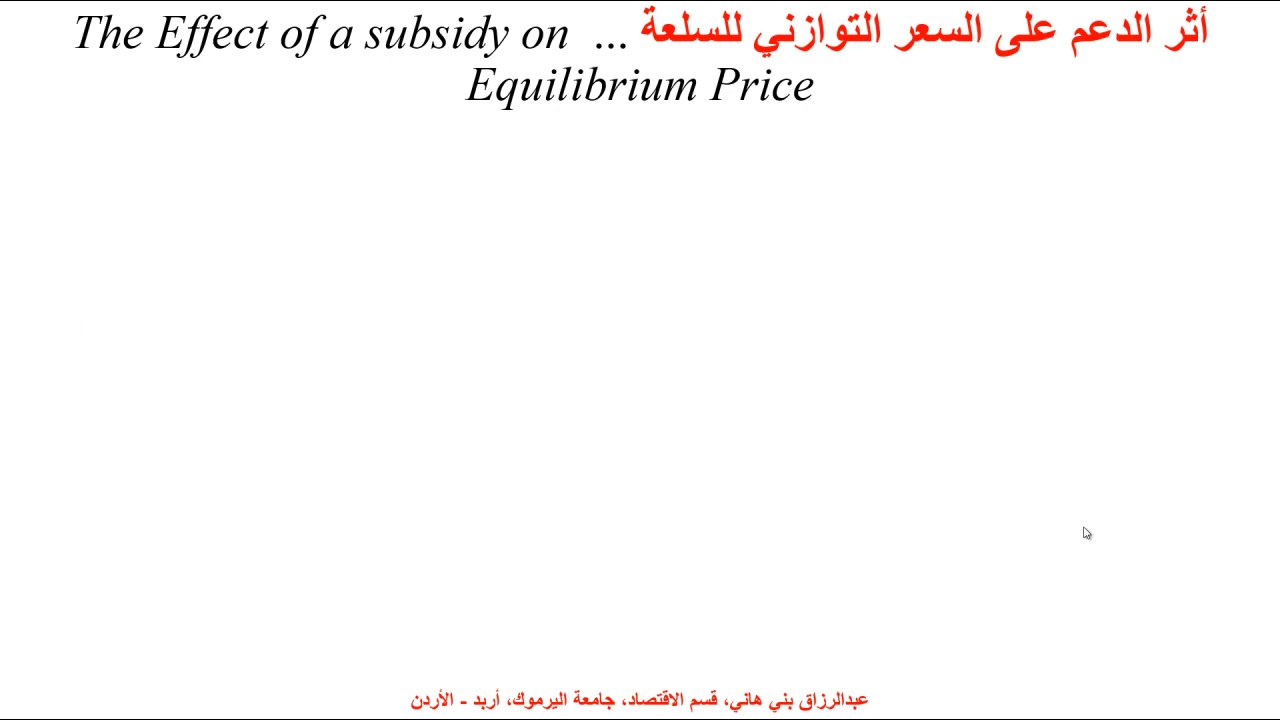 أثر الدعم على السعر التوازني للسلعة ... The Effect of a subsidy on
Equilibrium Price
عبدالرزاق بني هاني، قسم الاقتصاد، جامعة اليرموك، أربد - الأردن